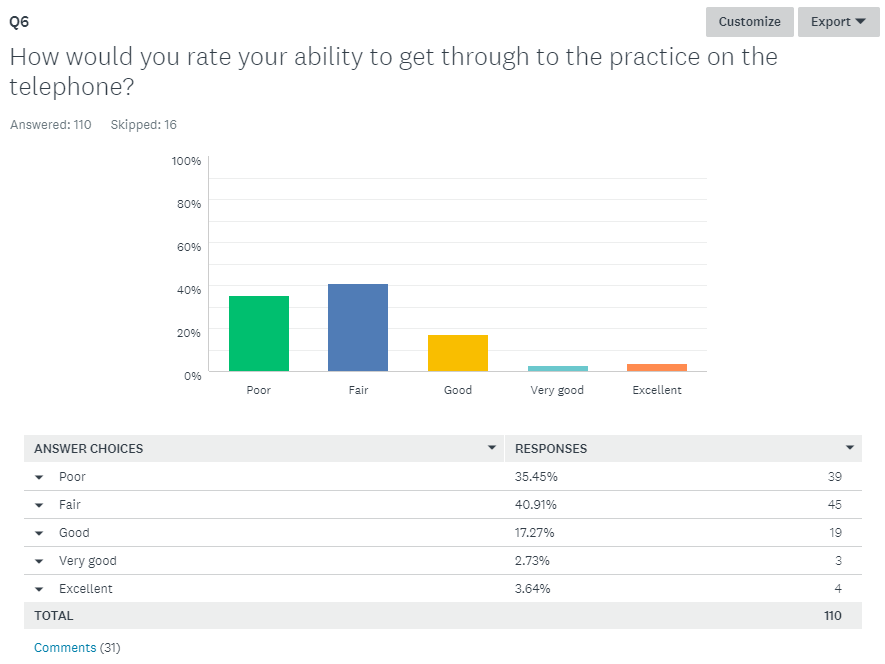 Q6
Customize
Export
How would you rate your ability to get through to the practice on the
telephone?
Answered: 110 Skipped: 16
100%
80%
60%
40%
20%
0%
Poor Fair Good Very good Excellent
ANSWER CHOICES RESPONSES
Poor 35.45% 39
Fair 40.91% 45
Good 17.27% 19
Very good 2.73% 3
Excellent 3.64% 4
TOTAL 110
Comments (31)